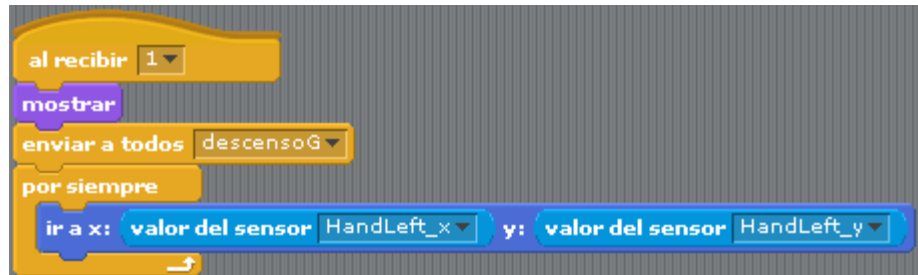 al recibir 1
mostrar
enviar a todos descensoG
por siempre
ir a x: valor del sensor HandLeft_x y: valor del sensor HandLeft_y